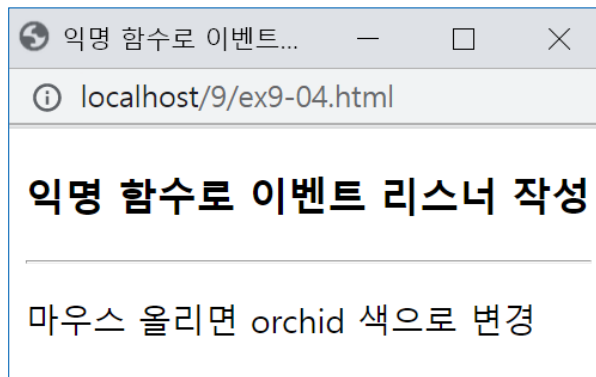 익명 함수로 이벤트...
localhost/9/ex9-04.html
익명 함수로 이벤트 리스너 작성
마우스 올리면 orchid 색으로 변경